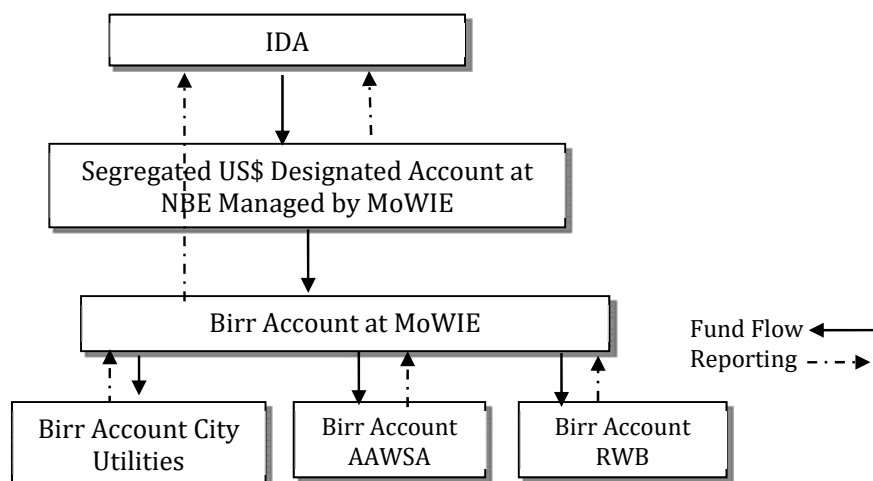 IDA
Segregated US$ Designated Account at
NBE Managed by MoWIE
Birr Account at MoWIE
Fund Flow
Reporting
Birr Account City
Utilities
Birr Account
AAWSA
Birr Account
RWB